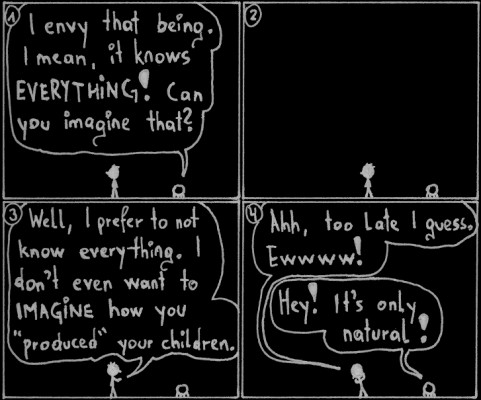 1
I envy that being.
I mean, it knows
EVERYTHING! Can
you imagine that?
2
3
Well, I prefer to not
know everything. I
don't even want to
IMAGINE how you
"produced" your children.
4
Ahh, too late I guess.
Ewwww!
Hey! It's only
natural!